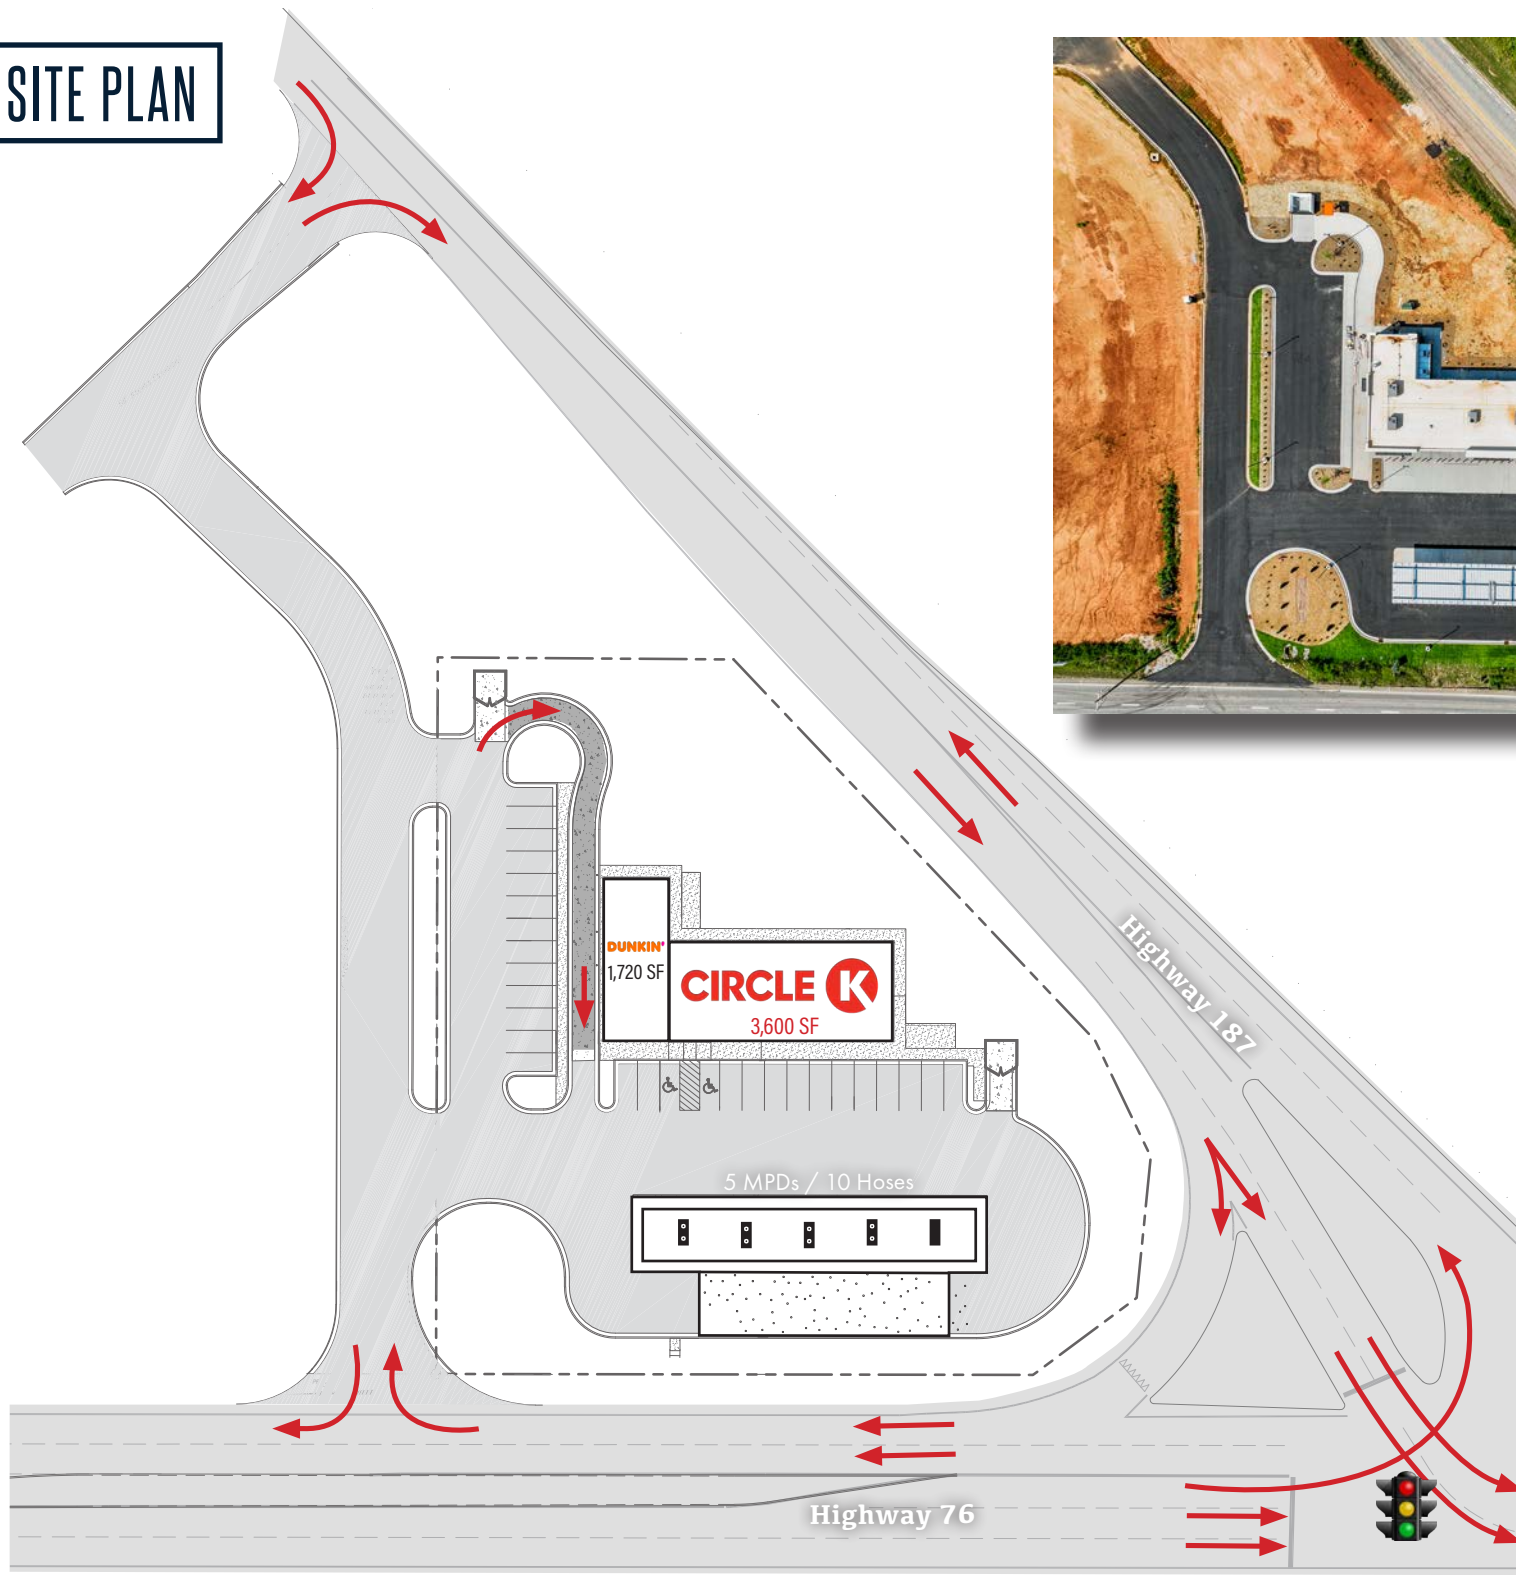 SITE PLAN
DUNKIN'
1,720 SF
CIRCLE K
3,600 SF
5 MPDs / 10 Hoses
Highway 187
Highway 76